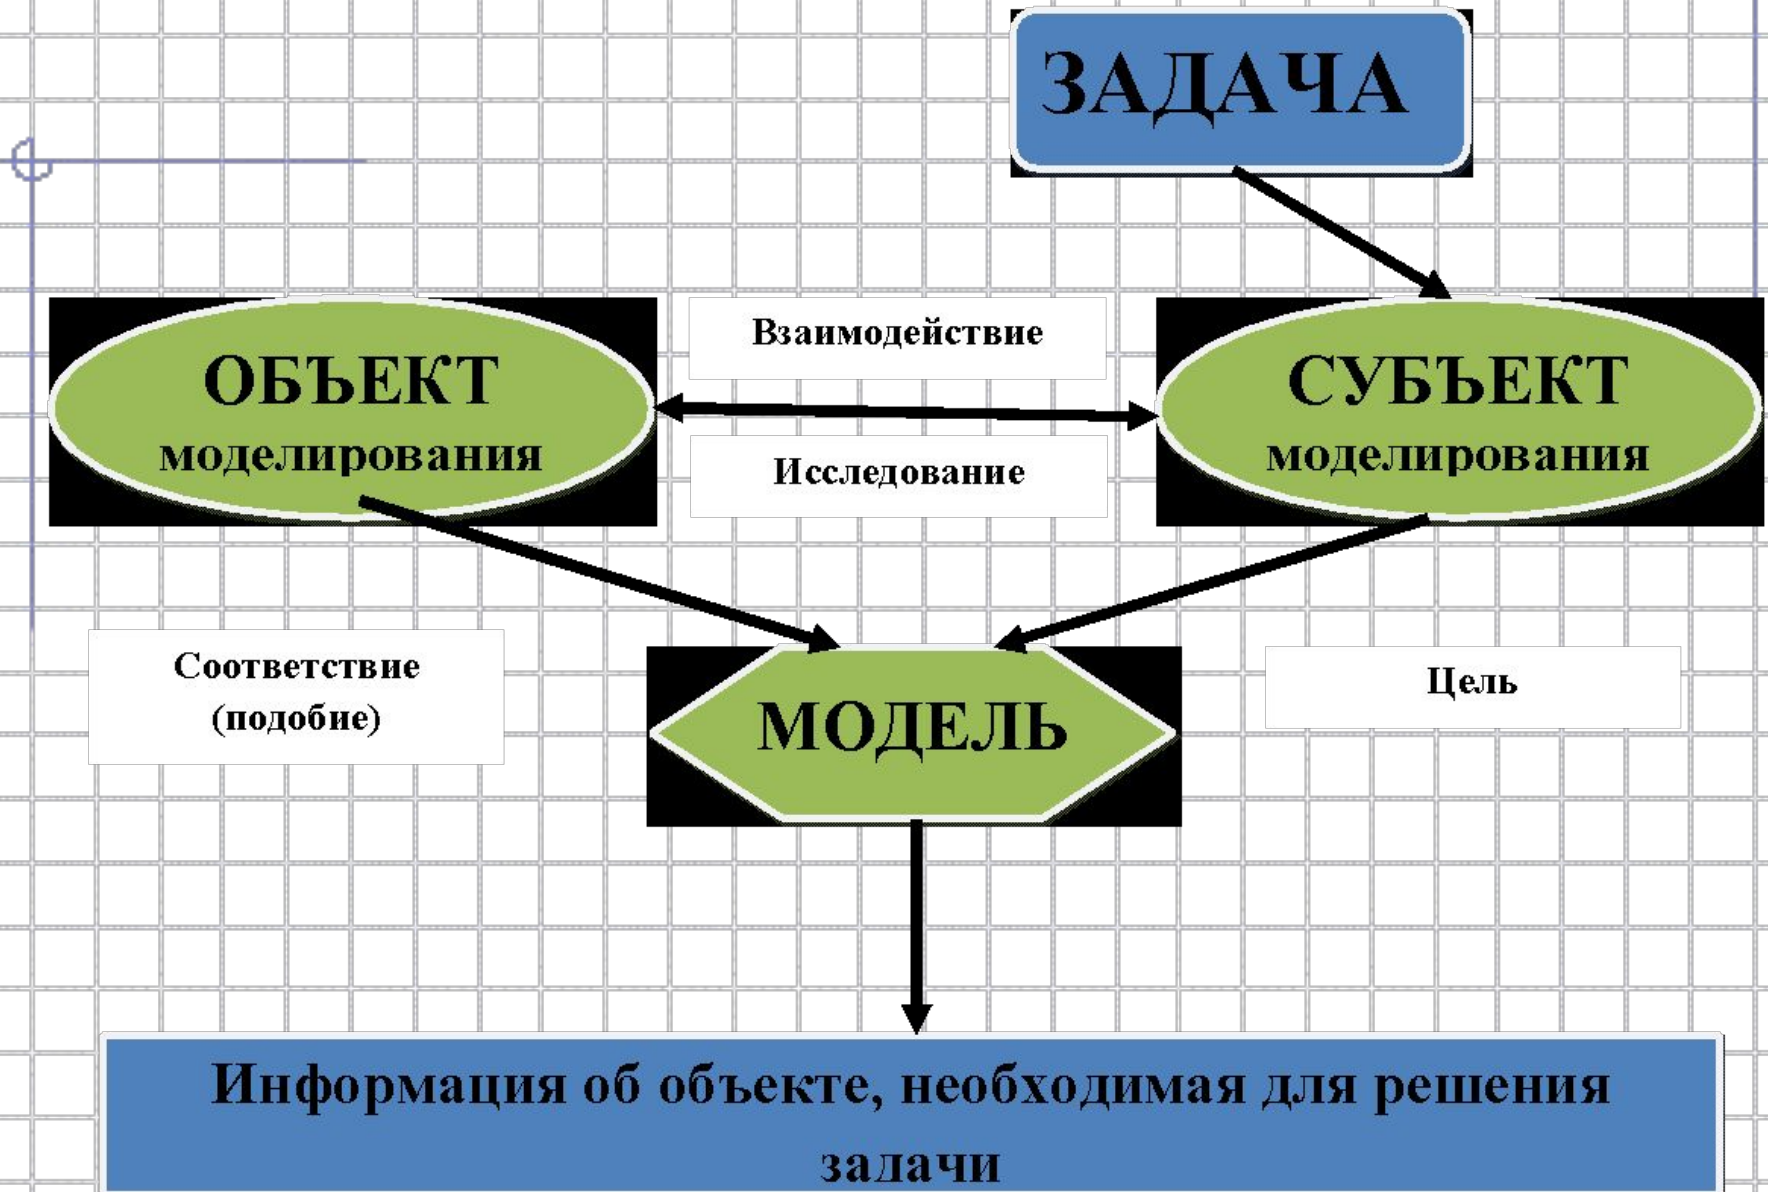 ЗАДАЧА
Взаимодействие
ОБЪЕКТ
моделирования
СУБЪЕКТ
моделирования
Исследование
Соответствие
(подобие)
Цель
МОДЕЛЬ
Информация об объекте, необходимая для решения
задачи